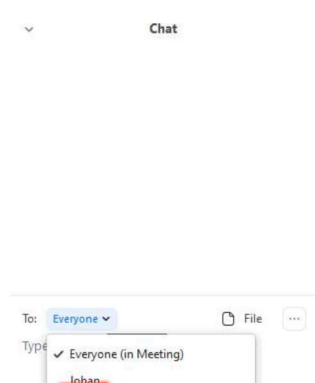 Chat
To: Everyone File ...
Type
Everyone (in Meeting)
Johan